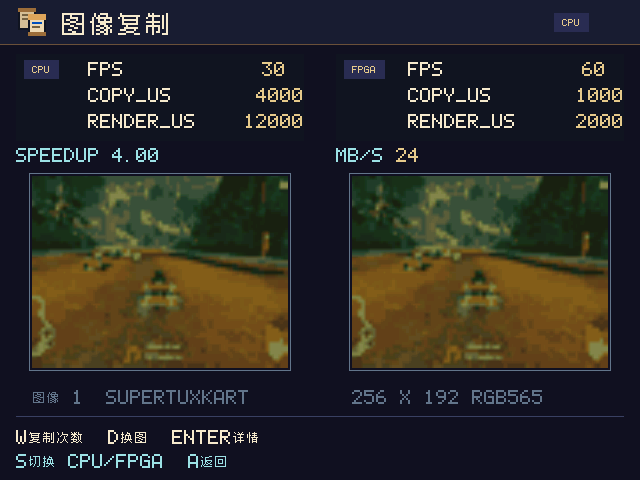 图像复制 CPU
CPU FPS 30 FPGA FPS 60
COPY_US 4000 COPY_US 1000
RENDER_US 12000 RENDER_US 2000
SPEEDUP 4.00 MB/S 24
图像 1 SUPERTUXKART 256 X 192 RGB565
W复制次数 D换图 ENTER详情
S切换 CPU/FPGA A返回